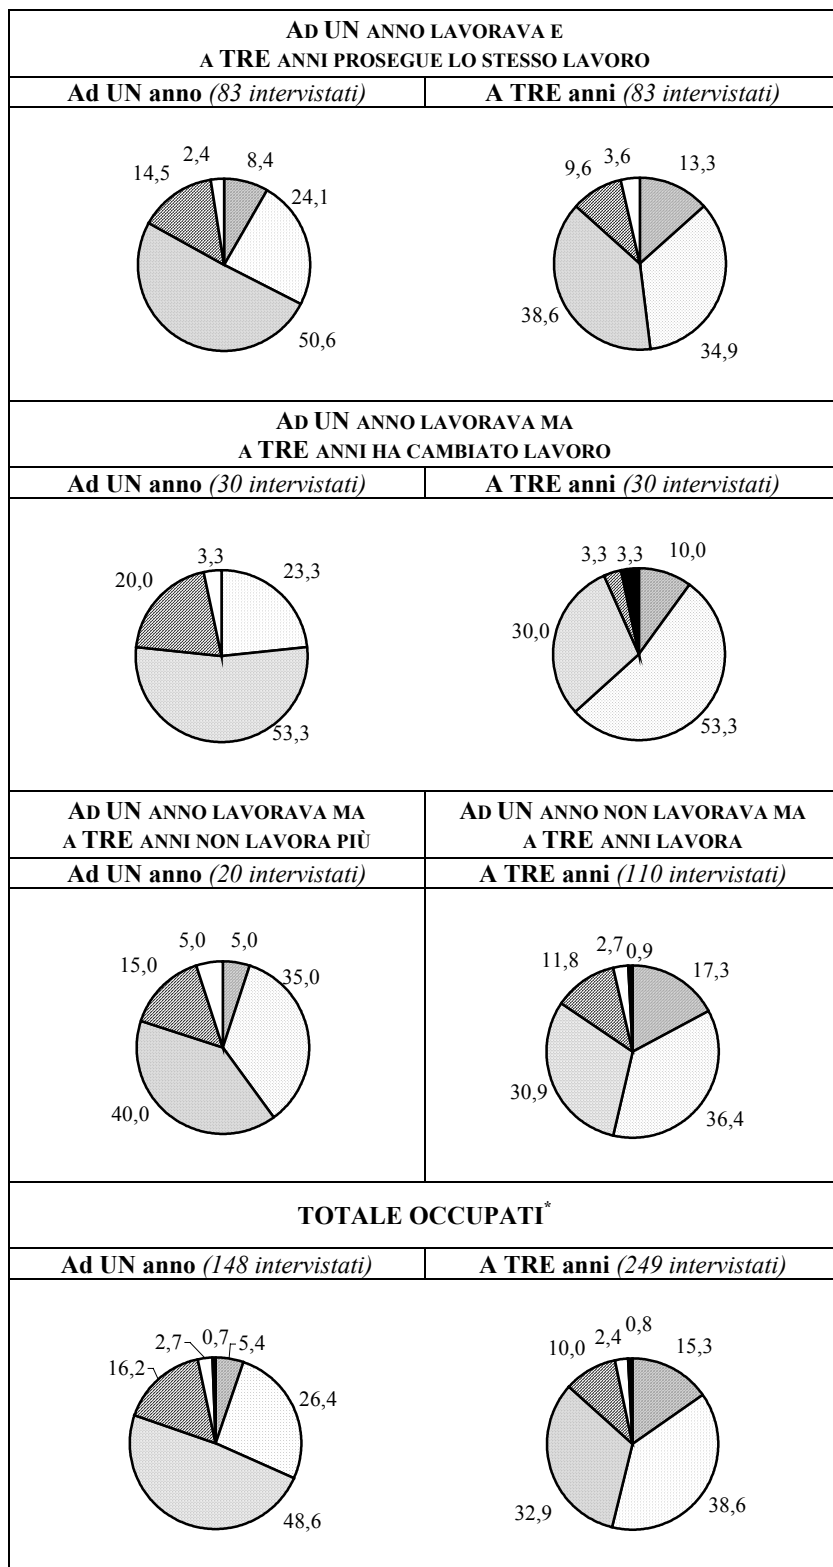 AD UN ANNO LAVORAVA E
A TRE ANNI PROSEGUE LO STESSO LAVORO
Ad UN anno (83 intervistati)
A TRE anni (83 intervistati)
2,4
8,4
14,5
24,1
50,6
3,6
13,3
9,6
38,6
34,9
AD UN ANNO LAVORAVA MA
A TRE ANNI HA CAMBIATO LAVORO
Ad UN anno (30 intervistati)
A TRE anni (30 intervistati)
3,3
23,3
20,0
53,3
3,3
3,3
10,0
30,0
53,3
AD UN ANNO LAVORAVA MA
A TRE ANNI NON LAVORA PIÙ
Ad UN anno (20 intervistati)
5,0
5,0
15,0
35,0
40,0
AD UN ANNO NON LAVORAVA MA
A TRE ANNI LAVORA
A TRE anni (110 intervistati)
2,7
0,9
11,8
17,3
30,9
36,4
TOTALE OCCUPATI*
Ad UN anno (148 intervistati)
A TRE anni (249 intervistati)
2,7
0,7
5,4
16,2
26,4
48,6
2,4
0,8
10,0
15,3
32,9
38,6